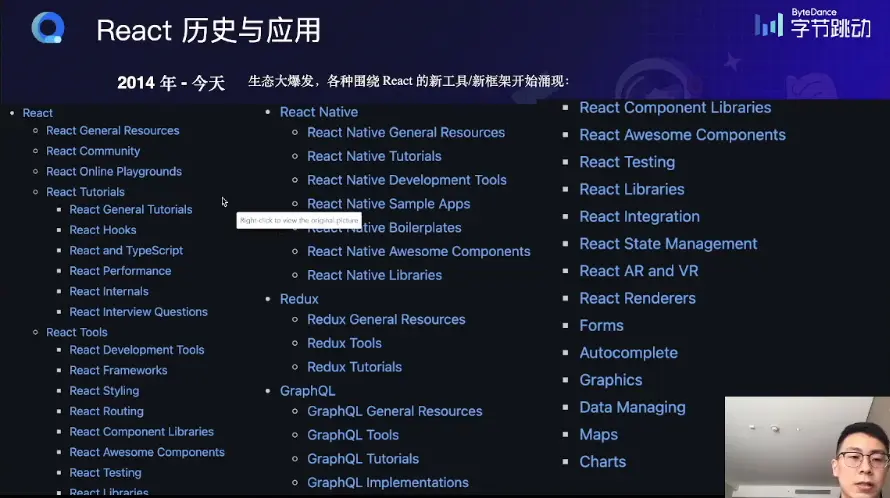 React 历史与应用
ByteDance
字节跳动
2014 年 - 今天
生态大爆发，各种围绕 React 的新工具/新框架开始涌现：
React
React General Resources
React Community
React Online Playgrounds
React Tutorials
React General Tutorials
React Hooks
React and TypeScript
React Performance
React Internals
React Interview Questions
React Tools
React Development Tools
React Frameworks
React Styling
React Routing
React Component Libraries
React Awesome Components
React Testing
React Libraries
Right-click to view the original picture
React Native
React Native General Resources
React Native Tutorials
React Native Development Tools
React Native Sample Apps
React Native Boilerplates
React Native Awesome Components
React Native Libraries
Redux
Redux General Resources
Redux Tools
Redux Tutorials
GraphQL
GraphQL General Resources
GraphQL Tools
GraphQL Tutorials
GraphQL Implementations
React Component Libraries
React Awesome Components
React Testing
React Libraries
React Integration
React State Management
React AR and VR
React Renderers
Forms
Autocomplete
Graphics
Data Managing
Maps
Charts